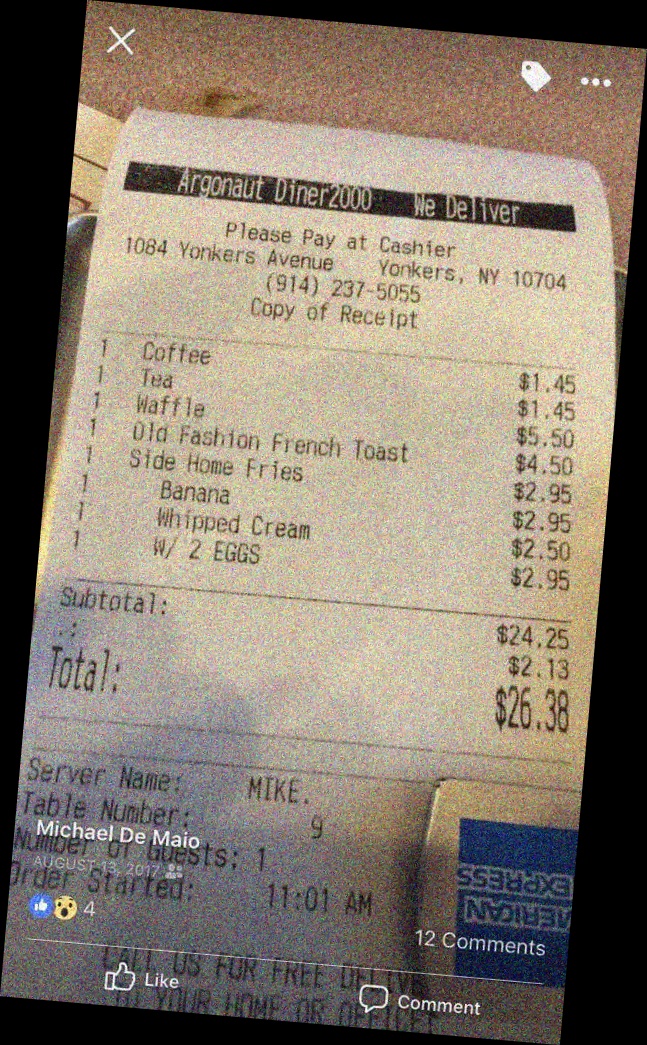 Argonaut Diner2000 We Deliver
Please Pay at Cashier
1084 Yonkers Avenue Yonkers, NY 10704
(914) 237-5055
Copy of Receipt
1 Coffee $1.45
1 Tea $1.45
1 Waffle $5.50
1 Old Fashion French Toast $4.50
1 Side Home Fries $2.95
1 Banana $2.95
1 Whipped Cream $2.50
1 W/ 2 EGGS $2.95
Subtotal: $24.25
.: $2.13
Total: $26.38
Server Name: MIKE.
Table Number: 9
Michael De Maio
Number of Guests: 1
AUGUST 13, 2017
Order Started: 11:01 AM
4
12 Comments
AMERICAN EXPRESS
CALL US FOR FREE DELIVE
Like
Comment
TO YOUR HOME OR OFFICE!